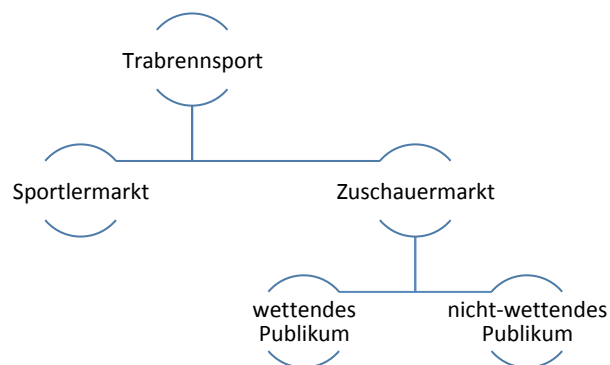 Trabrennsport
Sportlermarkt
Zuschauermarkt
wettendes
Publikum
nicht-wettendes
Publikum